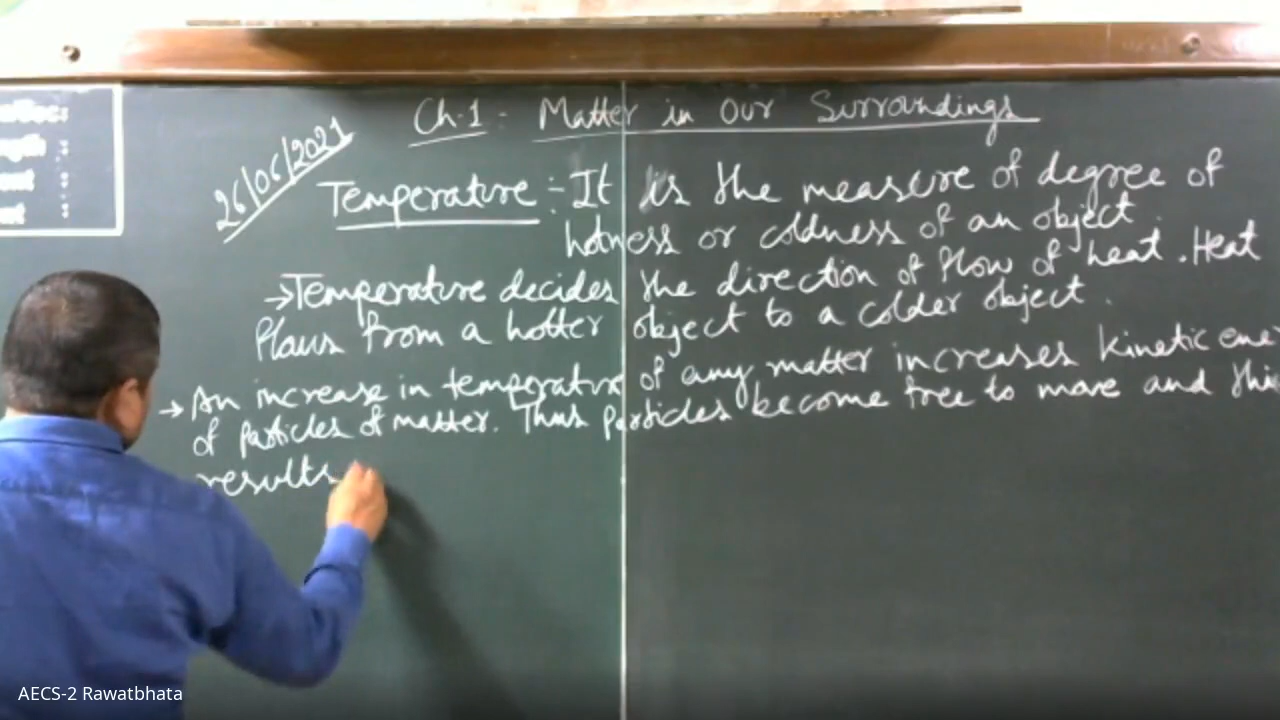 Ch.1 : Matter in Our Surroundings
26/06/2021
Temperature :- It is the measure of degree of
hotness or coldness of an object.
→Temperature decides the direction of flow of heat. Heat
flows from a hotter object to a colder object.
→ An increase in temperature of any matter increases kinetic ene
of particles of matter. Thus particles become free to move and this
results
AECS-2 Rawatbhata